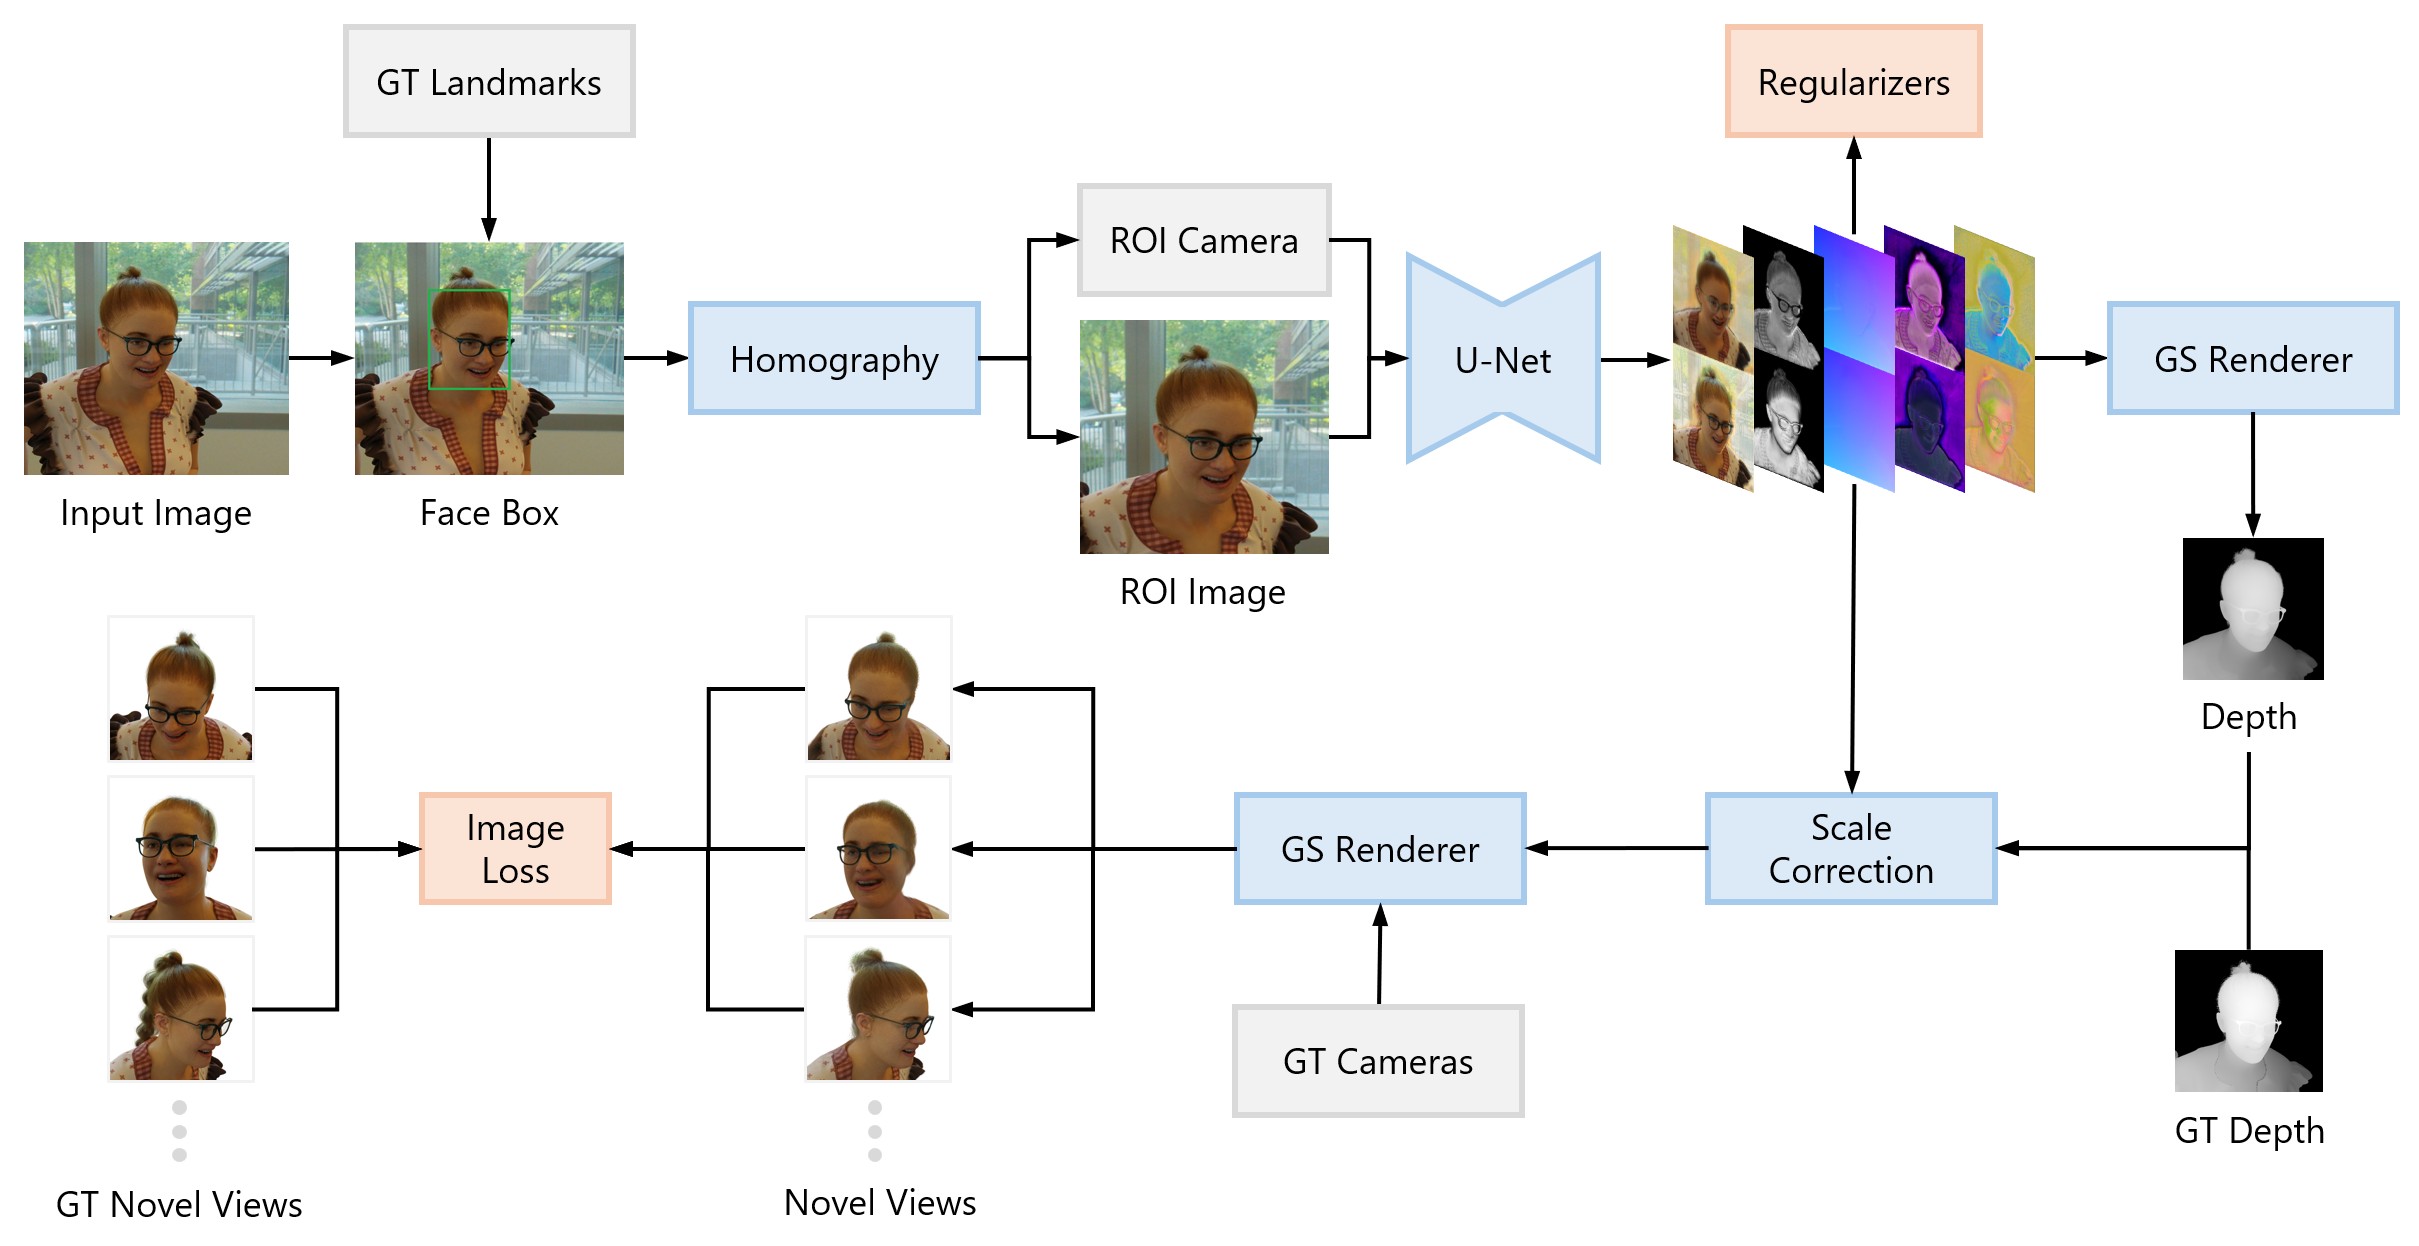 GT Landmarks
Regularizers
ROI Camera
Homography
U-Net
GS Renderer
Input Image
Face Box
ROI Image
Depth
Image
Loss
GS Renderer
Scale
Correction
GT Cameras
GT Depth
GT Novel Views
Novel Views